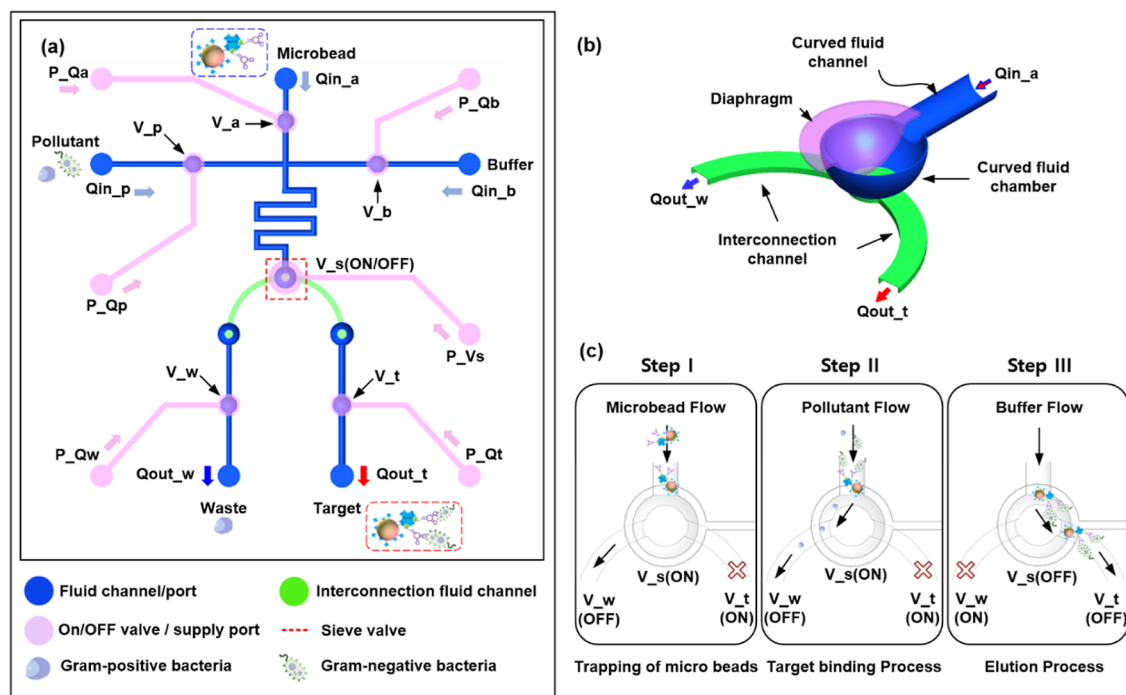 (a)
Microbead
P_Qa
Qin_a
P_Qb
V_a
V_p
Pollutant
Buffer
Qin_p
Qin_b
V_b
V_s(ON/OFF)
P_Qp
P_Vs
V_w
V_t
P_Qw
P_Qt
Qout_w
Qout_t
Waste
Target
Fluid channel/port
Interconnection fluid channel
On/OFF valve / supply port
Sieve valve
Gram-positive bacteria
Gram-negative bacteria
(b)
Curved fluid
channel
Qin_a
Diaphragm
Curved fluid
chamber
Qout_w
Interconnection
channel
Qout_t
(c)
Step I
Step II
Step III
Microbead Flow
Pollutant Flow
Buffer Flow
V_s(ON)
V_s(ON)
V_s(OFF)
V_w
(OFF)
V_t
(ON)
V_w
(OFF)
V_t
(ON)
V_w
(ON)
V_t
(OFF)
Trapping of micro beads
Target binding Process
Elution Process